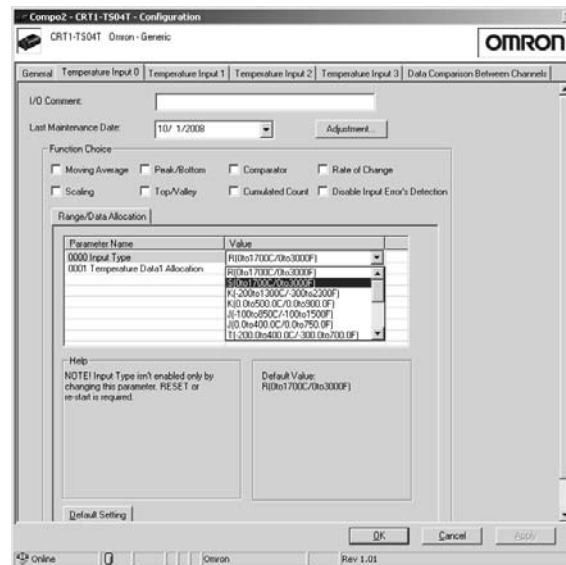 Compo2 - CRT1-TS04T - Configuration
CRT1-TS04T Omron - Generic
OMRON
General Temperature Input 0 Temperature Input 1 Temperature Input 2 Temperature Input 3 Data Comparison Between Channels
I/O Comment:
Last Maintenance Date: 10/ 1/2008 Adjustment...
Function Choice
Moving Average Peak/Bottom Comparator Rate of Change
Scaling Top/Valley Cumulated Count Disable Input Error's Detection
Range/Data Allocation
Parameter Name Value
0000 Input Type R(0to1700C/0to3000F)
0001 Temperature Data1 Allocation R(0to1700C/0to3000F)
S(0to1700C/0to3000F)
K(-200to1300C/-300to2300F)
K(0.0to500.0C/0.0to900.0F)
J(-100to850C/-100to1500F)
J(0.0to400.0C/0.0to750.0F)
T(-200.0to400.0C/-300.0to700.0F)
Help
NOTE! Input Type isn't enabled only by
changing this parameter. RESET or
re-start is required.
Default Value:
R(0to1700C/0to3000F)
Default Setting
OK Cancel Apply
Online Omron Rev 1.01